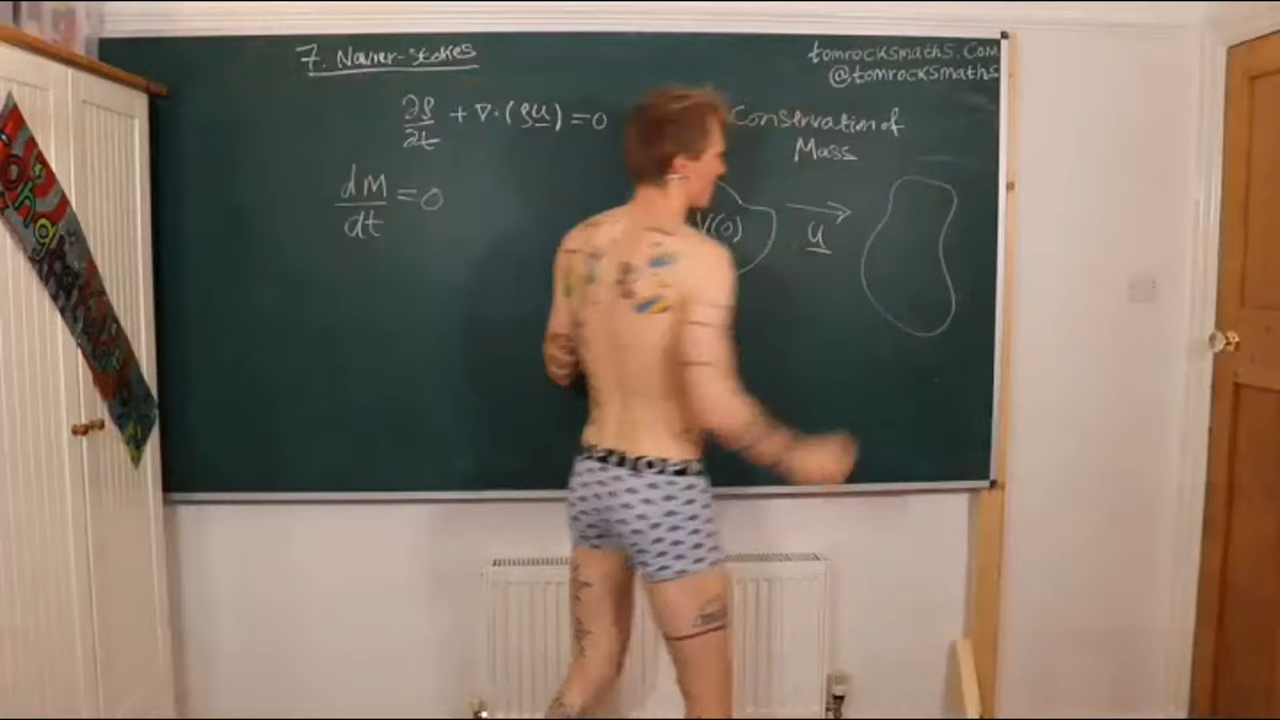 7. Navier-Stokes
tomrocksmaths.com
@tomrocksmaths
∂ρ/∂t + ∇·(ρu) = 0
Conservation of
Mass
dM/dt = 0
V(0)
u